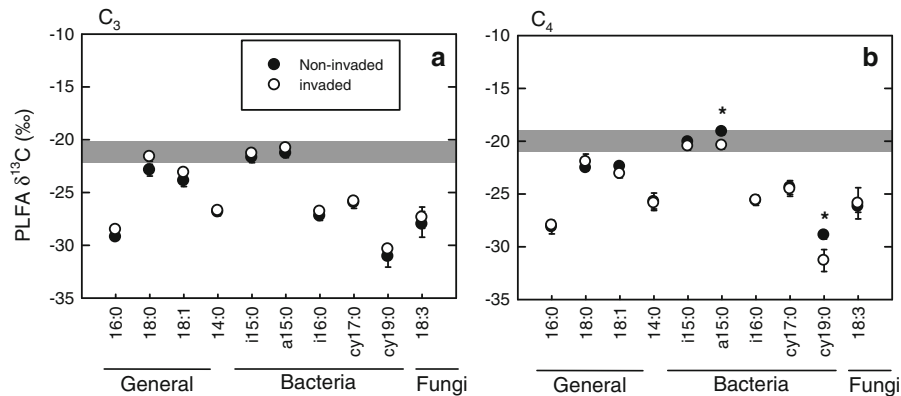 C3
a
-10
-15
-20
-25
-30
-35
PLFA δ13C (‰)
Non-invaded
invaded
16:0
18:0
18:1
14:0
i15:0
a15:0
i16:0
cy17:0
cy19:0
18:3
General
Bacteria
Fungi
C4
b
-10
-15
-20
-25
-30
-35
*
*
16:0
18:0
18:1
14:0
i15:0
a15:0
i16:0
cy17:0
cy19:0
18:3
General
Bacteria
Fungi